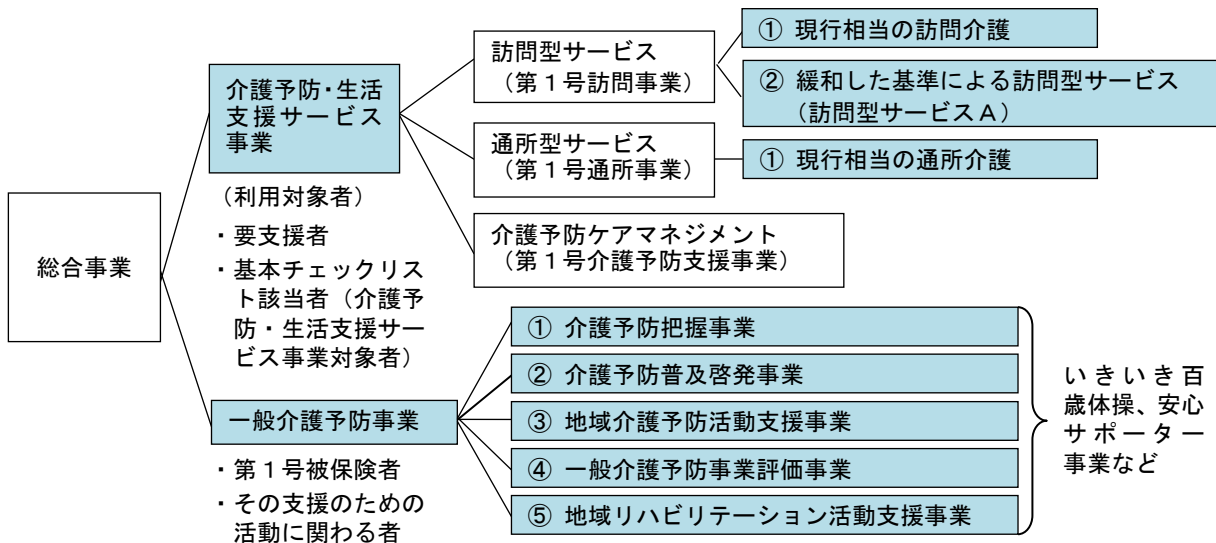 総合事業
介護予防・生活
支援サービス
事業
（利用対象者）
・要支援者
・基本チェックリス
ト該当者（介護予
防・生活支援サー
ビス事業対象者）
訪問型サービス
（第１号訪問事業）
① 現行相当の訪問介護
② 緩和した基準による訪問型サービス
（訪問型サービスＡ）
通所型サービス
（第１号通所事業）
① 現行相当の通所介護
介護予防ケアマネジメント
（第１号介護予防支援事業）
一般介護予防事業
・第１号被保険者
・その支援のための
活動に関わる者
① 介護予防把握事業
② 介護予防普及啓発事業
③ 地域介護予防活動支援事業
④ 一般介護予防事業評価事業
⑤ 地域リハビリテーション活動支援事業
いきいき百
歳体操、安心
サポーター
事業など